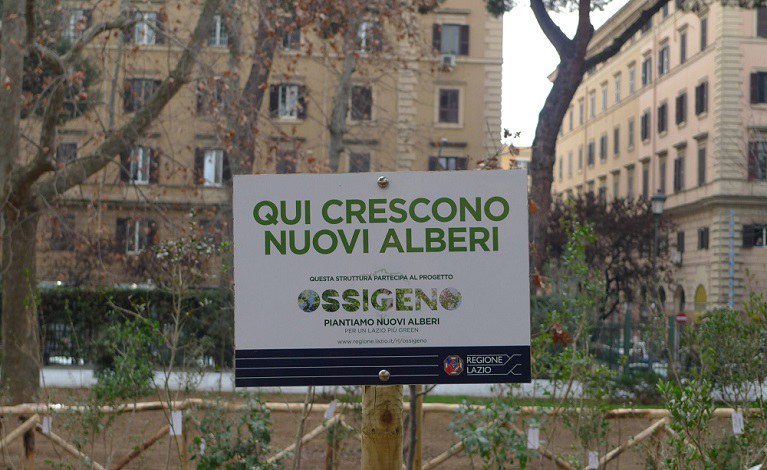 QUI CRESCONO
NUOVI ALBERI
QUESTA STRUTTURA PARTECIPA AL PROGETTO
OSSIGENO
PIANTIAMO NUOVI ALBERI
PER UN LAZIO PIÙ GREEN
www.regione.lazio.it/rl/ossigeno
REGIONE
LAZIO